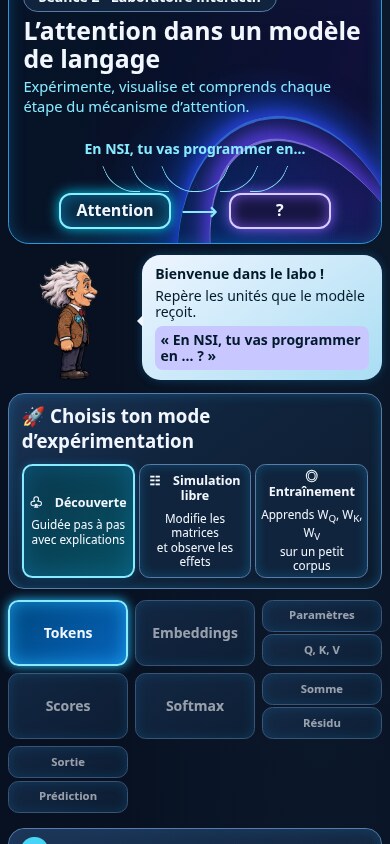 Séance 2 · Laboratoire interactif
L’attention dans un modèle
de langage
Expérimente, visualise et comprends chaque
étape du mécanisme d’attention.
En NSI, tu vas programmer en…
Attention
?
Bienvenue dans le labo !
Repère les unités que le modèle
reçoit.
« En NSI, tu vas programmer
en … ? »
🚀 Choisis ton mode
d’expérimentation
Découverte
Guidée pas à pas
avec explications
Simulation
libre
Modifie les
matrices
et observe les
effets
Entraînement
Apprends WQ, WK,
WV
sur un petit
corpus
Tokens
Embeddings
Paramètres
Q, K, V
Scores
Softmax
Somme
Résidu
Sortie
Prédiction